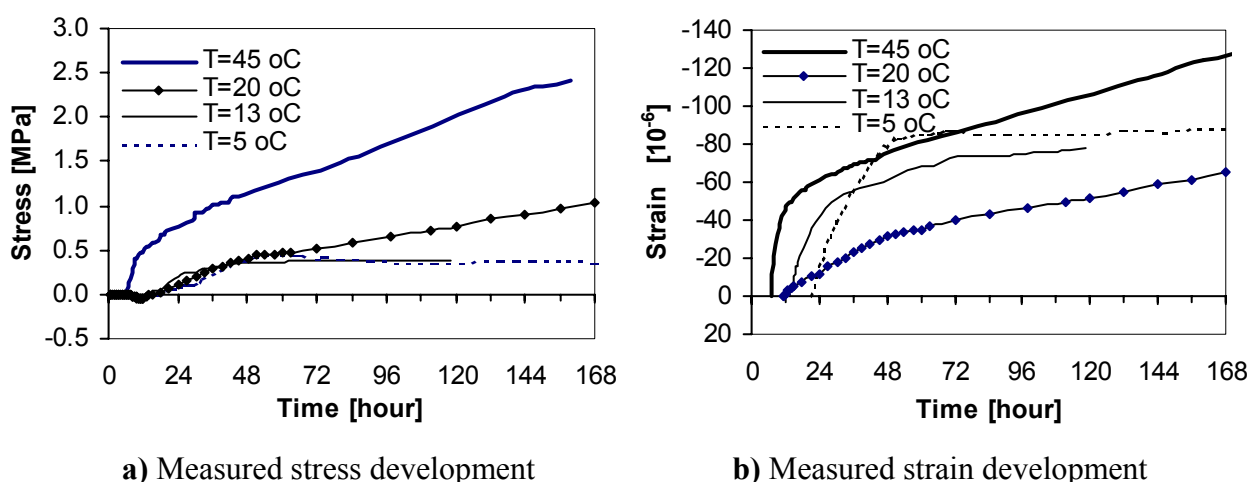 3.0
2.5
2.0
1.5
1.0
0.5
0.0
-0.5
Stress [MPa]
T=45 oC
T=20 oC
T=13 oC
T=5 oC
0 24 48 72 96 120 144 168
Time [hour]
a) Measured stress development
-140
-120
-100
-80
-60
-40
-20
0
20
Strain [10-6]
T=45 oC
T=20 oC
T=13 oC
T=5 oC
0 24 48 72 96 120 144 168
Time [hour]
b) Measured strain development